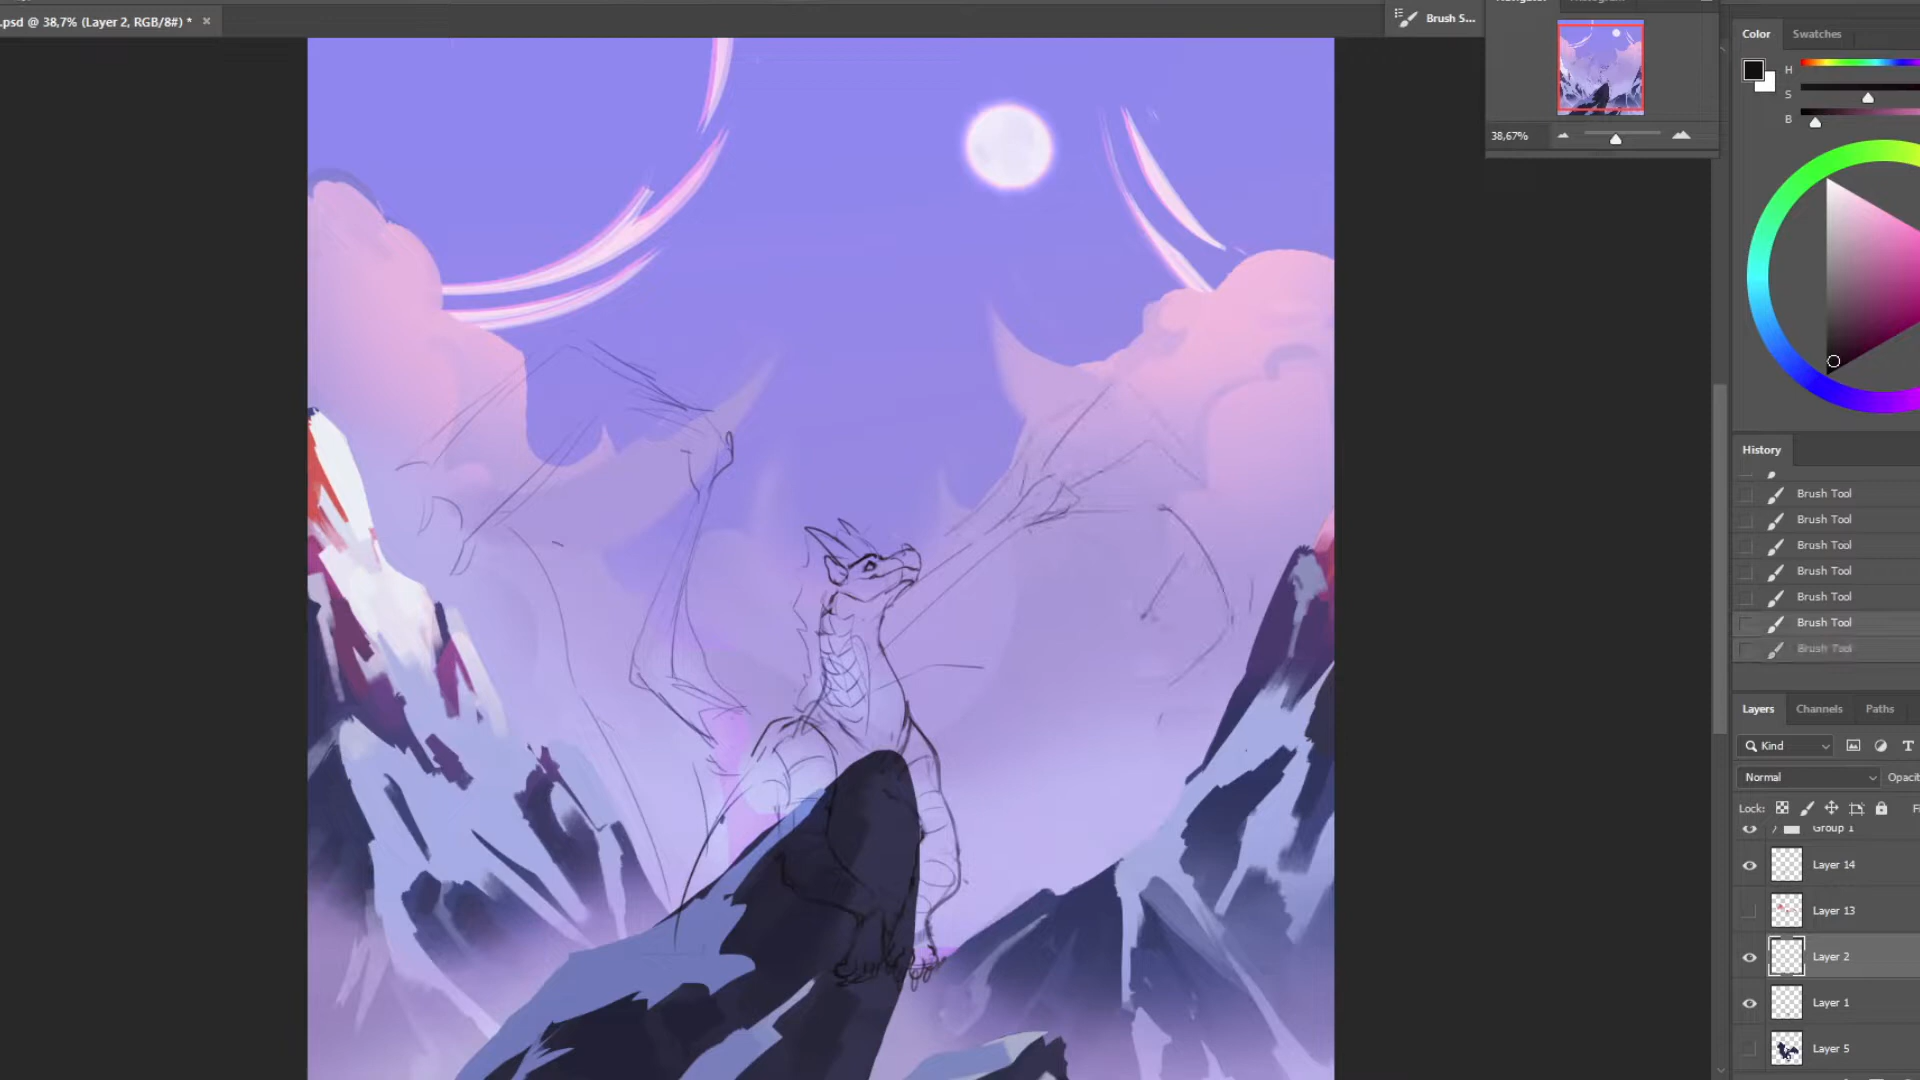 .psd @ 38,7% (Layer 2, RGB/8#) *
Brush S...
38,67%
Color
Swatches
H
S
B
History
Brush Tool
Brush Tool
Brush Tool
Brush Tool
Brush Tool
Brush Tool
Brush Tool
Layers
Channels
Paths
Kind
Normal
Opacit
Lock:
Fi
Group 1
Layer 14
Layer 13
Layer 2
Layer 1
Layer 5